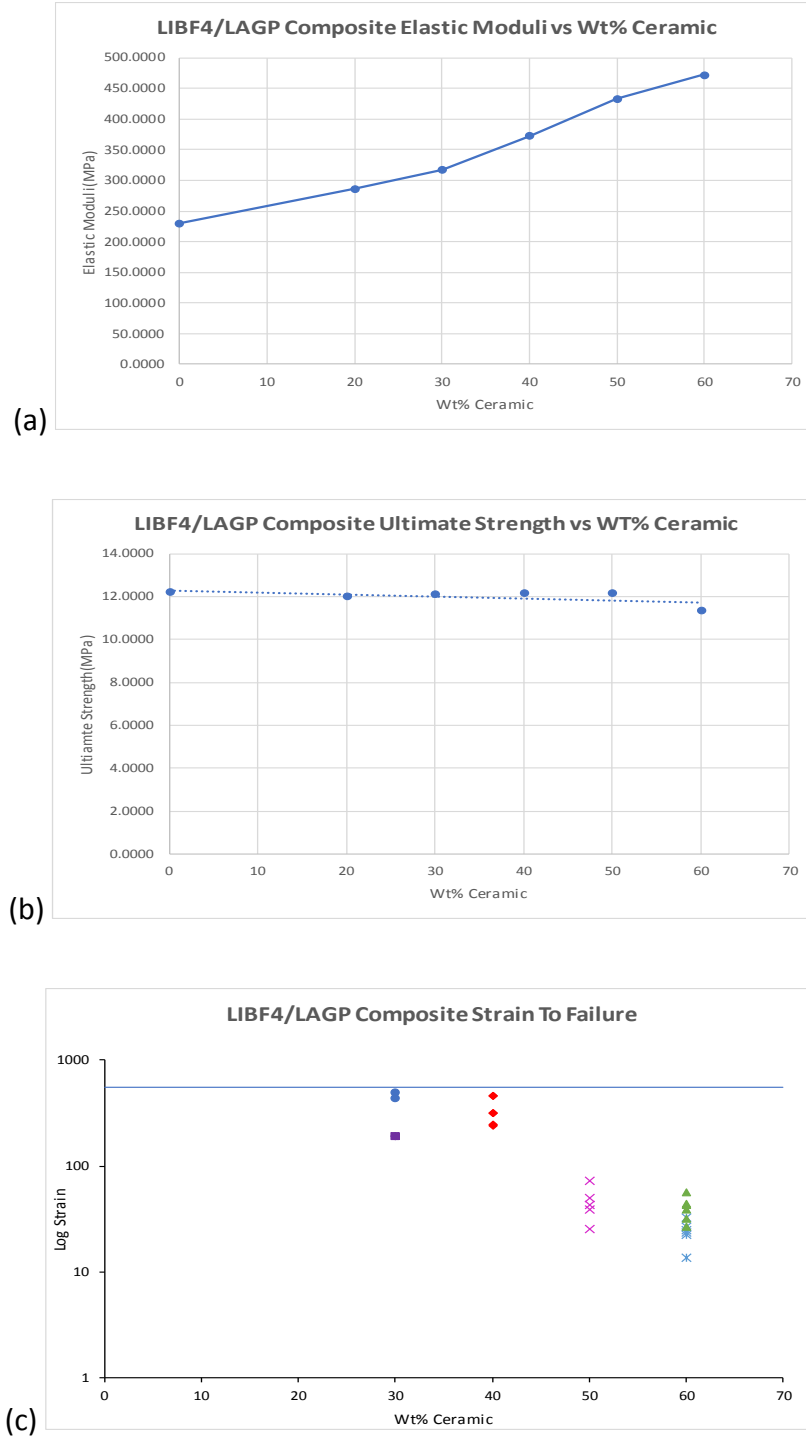 LIBF4/LAGP Composite Elastic Moduli vs Wt% Ceramic
500.0000
450.0000
400.0000
350.0000
300.0000
250.0000
200.0000
150.0000
100.0000
50.0000
0.0000
Elastic Moduli(MPa)
0 10 20 30 40 50 60 70
Wt% Ceramic
(a)
LIBF4/LAGP Composite Ultimate Strength vs WT% Ceramic
14.0000
12.0000
10.0000
8.0000
6.0000
4.0000
2.0000
0.0000
Ultiamte Strength(MPa)
0 10 20 30 40 50 60 70
Wt% Ceramic
(b)
LIBF4/LAGP Composite Strain To Failure
1000
100
10
1
Log Strain
0 10 20 30 40 50 60 70
Wt% Ceramic
(c)